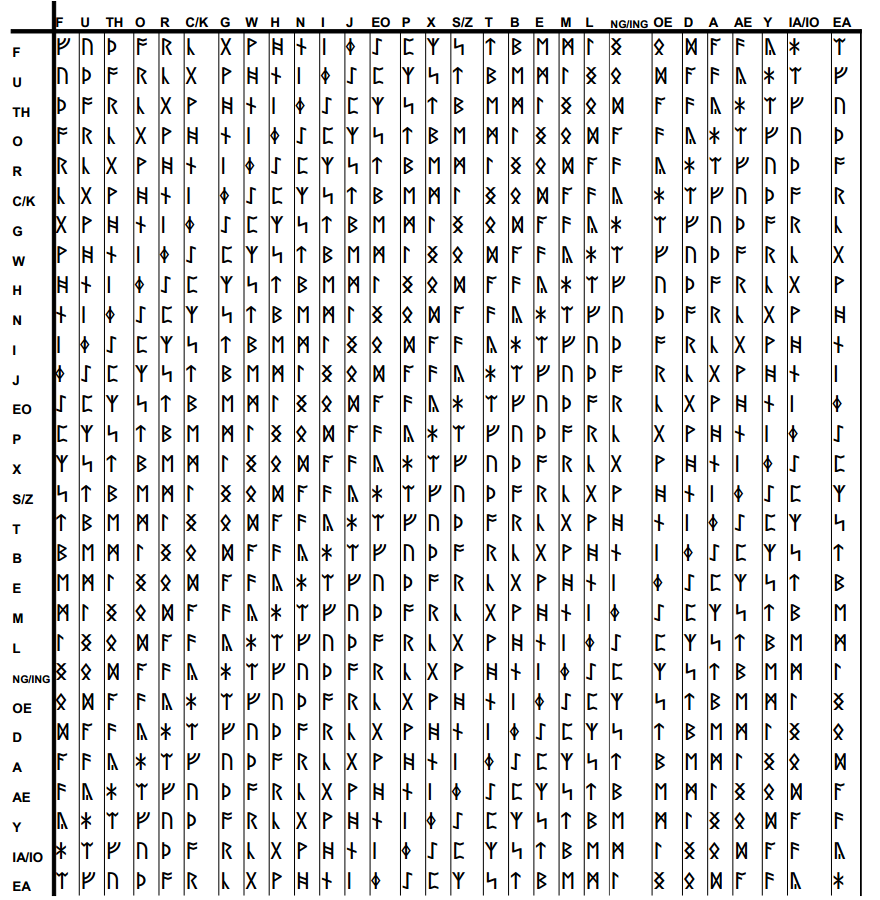 F U TH O R C/K G W H N I J EO P X S/Z T B E M L NG/ING OE D A AE Y IA/IO EA
F ᚠ ᚢ ᚦ ᚩ ᚱ ᚳ ᚷ ᚹ ᚻ ᚾ ᛁ ᛄ ᛇ ᛈ ᛉ ᛋ ᛏ ᛒ ᛖ ᛗ ᛚ ᛝ ᛟ ᛞ ᚪ ᚫ ᚣ ᛡ ᛠ
U ᚢ ᚦ ᚩ ᚱ ᚳ ᚷ ᚹ ᚻ ᚾ ᛁ ᛄ ᛇ ᛈ ᛉ ᛋ ᛏ ᛒ ᛖ ᛗ ᛚ ᛝ ᛟ ᛞ ᚪ ᚫ ᚣ ᛡ ᛠ ᚠ
TH ᚦ ᚩ ᚱ ᚳ ᚷ ᚹ ᚻ ᚾ ᛁ ᛄ ᛇ ᛈ ᛉ ᛋ ᛏ ᛒ ᛖ ᛗ ᛚ ᛝ ᛟ ᛞ ᚪ ᚫ ᚣ ᛡ ᛠ ᚠ ᚢ
O ᚩ ᚱ ᚳ ᚷ ᚹ ᚻ ᚾ ᛁ ᛄ ᛇ ᛈ ᛉ ᛋ ᛏ ᛒ ᛖ ᛗ ᛚ ᛝ ᛟ ᛞ ᚪ ᚫ ᚣ ᛡ ᛠ ᚠ ᚢ ᚦ
R ᚱ ᚳ ᚷ ᚹ ᚻ ᚾ ᛁ ᛄ ᛇ ᛈ ᛉ ᛋ ᛏ ᛒ ᛖ ᛗ ᛚ ᛝ ᛟ ᛞ ᚪ ᚫ ᚣ ᛡ ᛠ ᚠ ᚢ ᚦ ᚩ
C/K ᚳ ᚷ ᚹ ᚻ ᚾ ᛁ ᛄ ᛇ ᛈ ᛉ ᛋ ᛏ ᛒ ᛖ ᛗ ᛚ ᛝ ᛟ ᛞ ᚪ ᚫ ᚣ ᛡ ᛠ ᚠ ᚢ ᚦ ᚩ ᚱ
G ᚷ ᚹ ᚻ ᚾ ᛁ ᛄ ᛇ ᛈ ᛉ ᛋ ᛏ ᛒ ᛖ ᛗ ᛚ ᛝ ᛟ ᛞ ᚪ ᚫ ᚣ ᛡ ᛠ ᚠ ᚢ ᚦ ᚩ ᚱ ᚳ
W ᚹ ᚻ ᚾ ᛁ ᛄ ᛇ ᛈ ᛉ ᛋ ᛏ ᛒ ᛖ ᛗ ᛚ ᛝ ᛟ ᛞ ᚪ ᚫ ᚣ ᛡ ᛠ ᚠ ᚢ ᚦ ᚩ ᚱ ᚳ ᚷ
H ᚻ ᚾ ᛁ ᛄ ᛇ ᛈ ᛉ ᛋ ᛏ ᛒ ᛖ ᛗ ᛚ ᛝ ᛟ ᛞ ᚪ ᚫ ᚣ ᛡ ᛠ ᚠ ᚢ ᚦ ᚩ ᚱ ᚳ ᚷ ᚹ
N ᚾ ᛁ ᛄ ᛇ ᛈ ᛉ ᛋ ᛏ ᛒ ᛖ ᛗ ᛚ ᛝ ᛟ ᛞ ᚪ ᚫ ᚣ ᛡ ᛠ ᚠ ᚢ ᚦ ᚩ ᚱ ᚳ ᚷ ᚹ ᚻ
I ᛁ ᛄ ᛇ ᛈ ᛉ ᛋ ᛏ ᛒ ᛖ ᛗ ᛚ ᛝ ᛟ ᛞ ᚪ ᚫ ᚣ ᛡ ᛠ ᚠ ᚢ ᚦ ᚩ ᚱ ᚳ ᚷ ᚹ ᚻ ᚾ
J ᛄ ᛇ ᛈ ᛉ ᛋ ᛏ ᛒ ᛖ ᛗ ᛚ ᛝ ᛟ ᛞ ᚪ ᚫ ᚣ ᛡ ᛠ ᚠ ᚢ ᚦ ᚩ ᚱ ᚳ ᚷ ᚹ ᚻ ᚾ ᛁ
EO ᛇ ᛈ ᛉ ᛋ ᛏ ᛒ ᛖ ᛗ ᛚ ᛝ ᛟ ᛞ ᚪ ᚫ ᚣ ᛡ ᛠ ᚠ ᚢ ᚦ ᚩ ᚱ ᚳ ᚷ ᚹ ᚻ ᚾ ᛁ ᛄ
P ᛈ ᛉ ᛋ ᛏ ᛒ ᛖ ᛗ ᛚ ᛝ ᛟ ᛞ ᚪ ᚫ ᚣ ᛡ ᛠ ᚠ ᚢ ᚦ ᚩ ᚱ ᚳ ᚷ ᚹ ᚻ ᚾ ᛁ ᛄ ᛇ
X ᛉ ᛋ ᛏ ᛒ ᛖ ᛗ ᛚ ᛝ ᛟ ᛞ ᚪ ᚫ ᚣ ᛡ ᛠ ᚠ ᚢ ᚦ ᚩ ᚱ ᚳ ᚷ ᚹ ᚻ ᚾ ᛁ ᛄ ᛇ ᛈ
S/Z ᛋ ᛏ ᛒ ᛖ ᛗ ᛚ ᛝ ᛟ ᛞ ᚪ ᚫ ᚣ ᛡ ᛠ ᚠ ᚢ ᚦ ᚩ ᚱ ᚳ ᚷ ᚹ ᚻ ᚾ ᛁ ᛄ ᛇ ᛈ ᛉ
T ᛏ ᛒ ᛖ ᛗ ᛚ ᛝ ᛟ ᛞ ᚪ ᚫ ᚣ ᛡ ᛠ ᚠ ᚢ ᚦ ᚩ ᚱ ᚳ ᚷ ᚹ ᚻ ᚾ ᛁ ᛄ ᛇ ᛈ ᛉ ᛋ
B ᛒ ᛖ ᛗ ᛚ ᛝ ᛟ ᛞ ᚪ ᚫ ᚣ ᛡ ᛠ ᚠ ᚢ ᚦ ᚩ ᚱ ᚳ ᚷ ᚹ ᚻ ᚾ ᛁ ᛄ ᛇ ᛈ ᛉ ᛋ ᛏ
E ᛖ ᛗ ᛚ ᛝ ᛟ ᛞ ᚪ ᚫ ᚣ ᛡ ᛠ ᚠ ᚢ ᚦ ᚩ ᚱ ᚳ ᚷ ᚹ ᚻ ᚾ ᛁ ᛄ ᛇ ᛈ ᛉ ᛋ ᛏ ᛒ
M ᛗ ᛚ ᛝ ᛟ ᛞ ᚪ ᚫ ᚣ ᛡ ᛠ ᚠ ᚢ ᚦ ᚩ ᚱ ᚳ ᚷ ᚹ ᚻ ᚾ ᛁ ᛄ ᛇ ᛈ ᛉ ᛋ ᛏ ᛒ ᛖ
L ᛚ ᛝ ᛟ ᛞ ᚪ ᚫ ᚣ ᛡ ᛠ ᚠ ᚢ ᚦ ᚩ ᚱ ᚳ ᚷ ᚹ ᚻ ᚾ ᛁ ᛄ ᛇ ᛈ ᛉ ᛋ ᛏ ᛒ ᛖ ᛗ
NG/ING ᛝ ᛟ ᛞ ᚪ ᚫ ᚣ ᛡ ᛠ ᚠ ᚢ ᚦ ᚩ ᚱ ᚳ ᚷ ᚹ ᚻ ᚾ ᛁ ᛄ ᛇ ᛈ ᛉ ᛋ ᛏ ᛒ ᛖ ᛗ ᛚ
OE ᛟ ᛞ ᚪ ᚫ ᚣ ᛡ ᛠ ᚠ ᚢ ᚦ ᚩ ᚱ ᚳ ᚷ ᚹ ᚻ ᚾ ᛁ ᛄ ᛇ ᛈ ᛉ ᛋ ᛏ ᛒ ᛖ ᛗ ᛚ ᛝ
D ᛞ ᚪ ᚫ ᚣ ᛡ ᛠ ᚠ ᚢ ᚦ ᚩ ᚱ ᚳ ᚷ ᚹ ᚻ ᚾ ᛁ ᛄ ᛇ ᛈ ᛉ ᛋ ᛏ ᛒ ᛖ ᛗ ᛚ ᛝ ᛟ
A ᚪ ᚫ ᚣ ᛡ ᛠ ᚠ ᚢ ᚦ ᚩ ᚱ ᚳ ᚷ ᚹ ᚻ ᚾ ᛁ ᛄ ᛇ ᛈ ᛉ ᛋ ᛏ ᛒ ᛖ ᛗ ᛚ ᛝ ᛟ ᛞ
AE ᚫ ᚣ ᛡ ᛠ ᚠ ᚢ ᚦ ᚩ ᚱ ᚳ ᚷ ᚹ ᚻ ᚾ ᛁ ᛄ ᛇ ᛈ ᛉ ᛋ ᛏ ᛒ ᛖ ᛗ ᛚ ᛝ ᛟ ᛞ ᚪ
Y ᚣ ᛡ ᛠ ᚠ ᚢ ᚦ ᚩ ᚱ ᚳ ᚷ ᚹ ᚻ ᚾ ᛁ ᛄ ᛇ ᛈ ᛉ ᛋ ᛏ ᛒ ᛖ ᛗ ᛚ ᛝ ᛟ ᛞ ᚪ ᚫ
IA/IO ᛡ ᛠ ᚠ ᚢ ᚦ ᚩ ᚱ ᚳ ᚷ ᚹ ᚻ ᚾ ᛁ ᛄ ᛇ ᛈ ᛉ ᛋ ᛏ ᛒ ᛖ ᛗ ᛚ ᛝ ᛟ ᛞ ᚪ ᚫ ᚣ
EA ᛠ ᚠ ᚢ ᚦ ᚩ ᚱ ᚳ ᚷ ᚹ ᚻ ᚾ ᛁ ᛄ ᛇ ᛈ ᛉ ᛋ ᛏ ᛒ ᛖ ᛗ ᛚ ᛝ ᛟ ᛞ ᚪ ᚫ ᚣ ᛡ